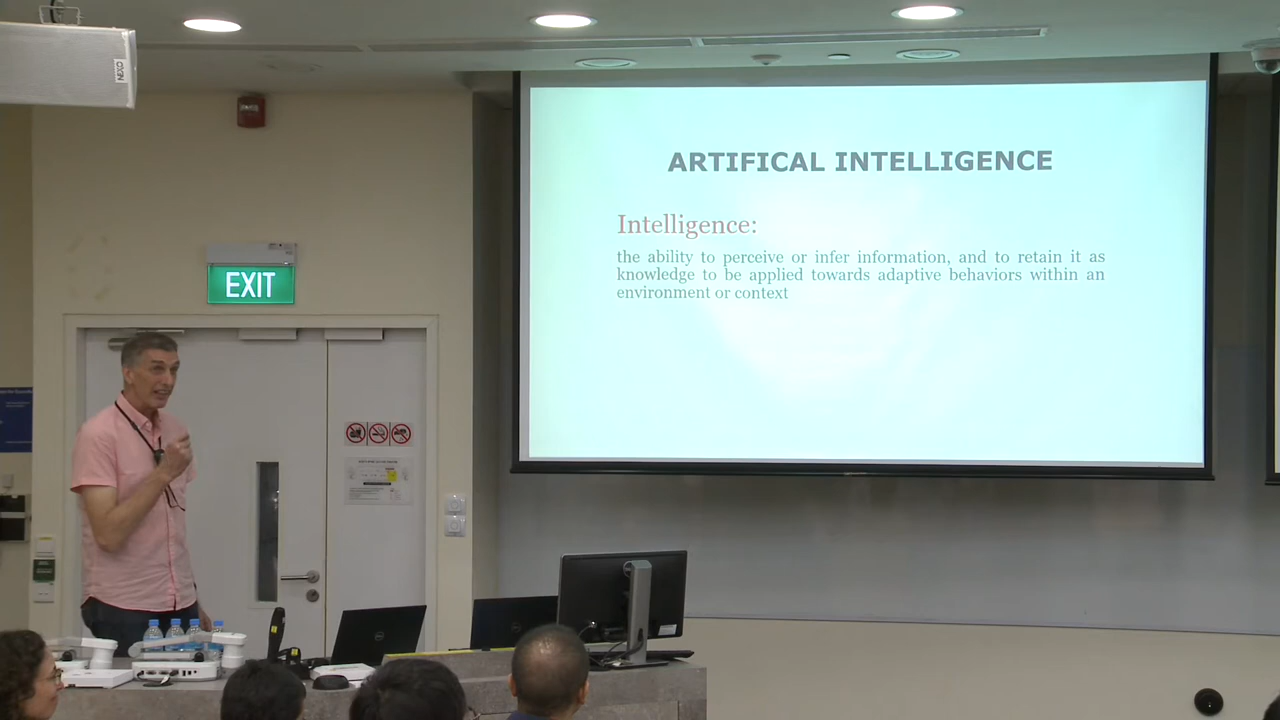 NEXO
ARTIFICAL INTELLIGENCE
Intelligence:
the ability to perceive or infer information, and to retain it as
knowledge to be applied towards adaptive behaviors within an
environment or context
EXIT
DELL